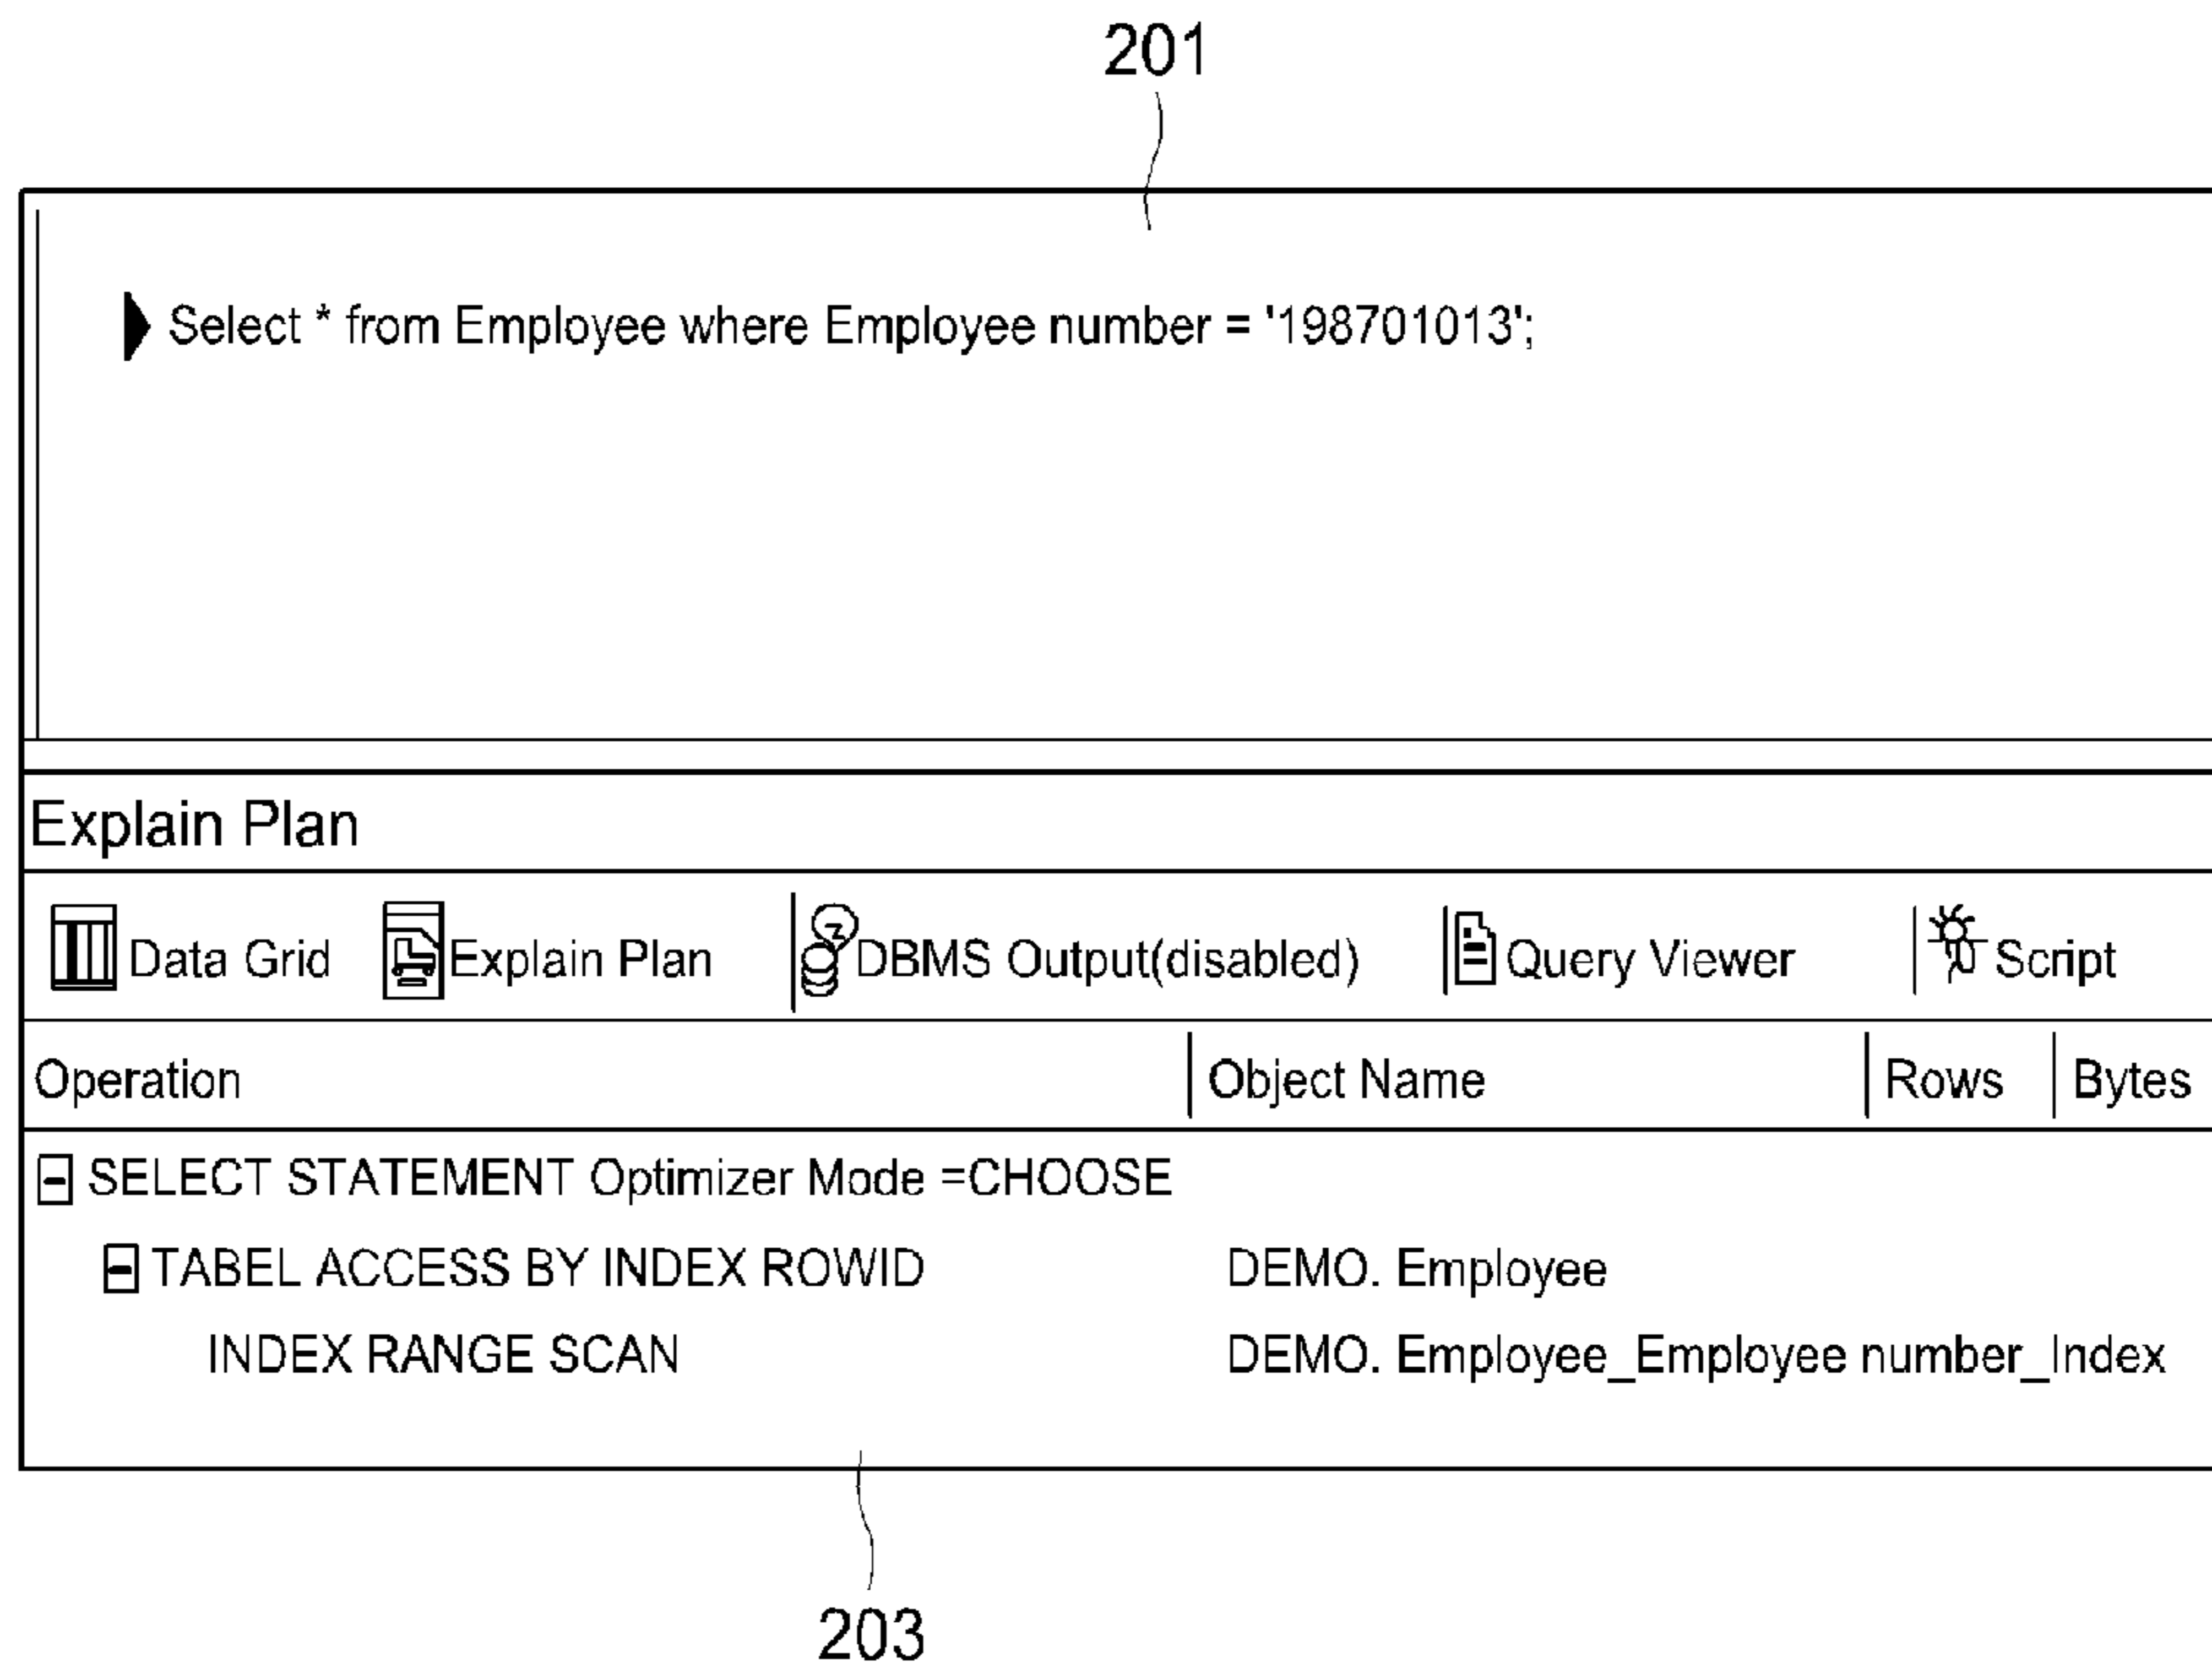 201
Select * from Employee where Employee number = '198701013';
Explain Plan
Data Grid Explain Plan DBMS Output(disabled) Query Viewer Script
Operation Object Name Rows Bytes
SELECT STATEMENT Optimizer Mode =CHOOSE
TABEL ACCESS BY INDEX ROWID DEMO. Employee
INDEX RANGE SCAN DEMO. Employee_Employee number_Index
203